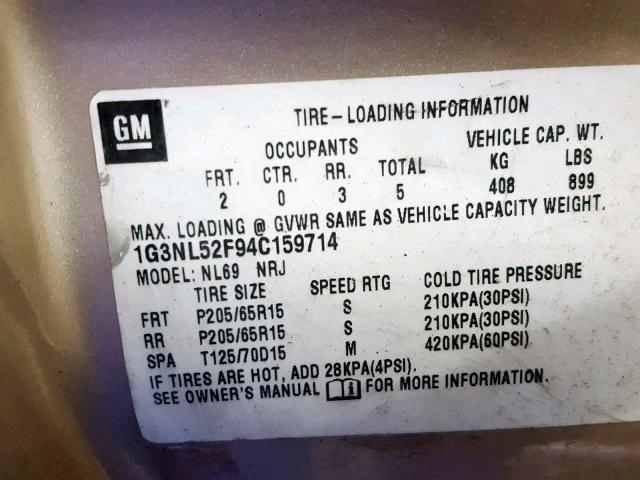 GM
TIRE-LOADING INFORMATION
OCCUPANTS VEHICLE CAP. WT.
FRT. CTR. RR. TOTAL KG LBS
2 0 3 5 408 899
MAX. LOADING @ GVWR SAME AS VEHICLE CAPACITY WEIGHT.
1G3NL52F94C159714
MODEL: NL69 NRJ
TIRE SIZE SPEED RTG COLD TIRE PRESSURE
FRT P205/65R15 S 210KPA(30PSI)
RR P205/65R15 S 210KPA(30PSI)
SPA T125/70D15 M 420KPA(60PSI)
IF TIRES ARE HOT, ADD 28KPA(4PSI).
SEE OWNER'S MANUAL i FOR MORE INFORMATION.